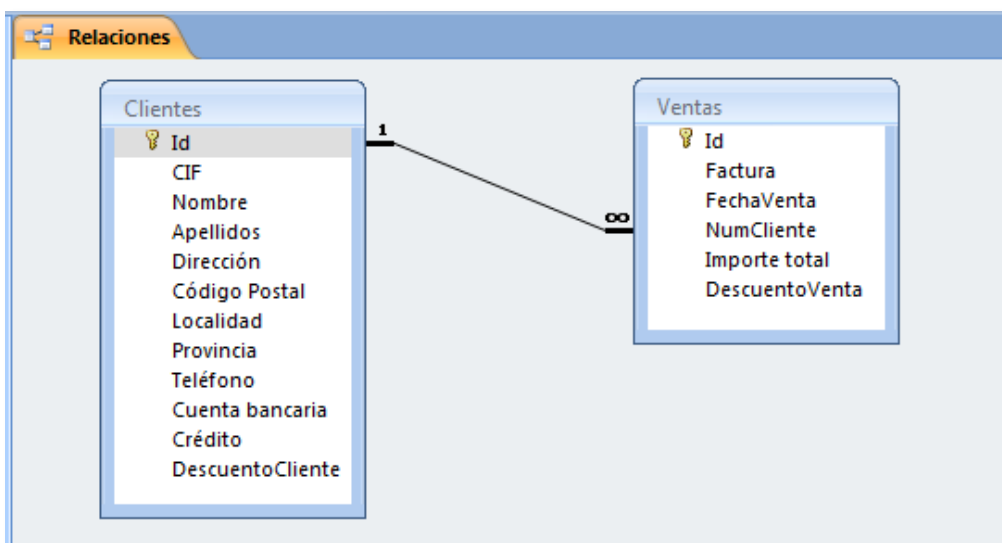 Relaciones
Clientes
Id
CIF
Nombre
Apellidos
Dirección
Código Postal
Localidad
Provincia
Teléfono
Cuenta bancaria
Crédito
DescuentoCliente
1
∞
Ventas
Id
Factura
FechaVenta
NumCliente
Importe total
DescuentoVenta